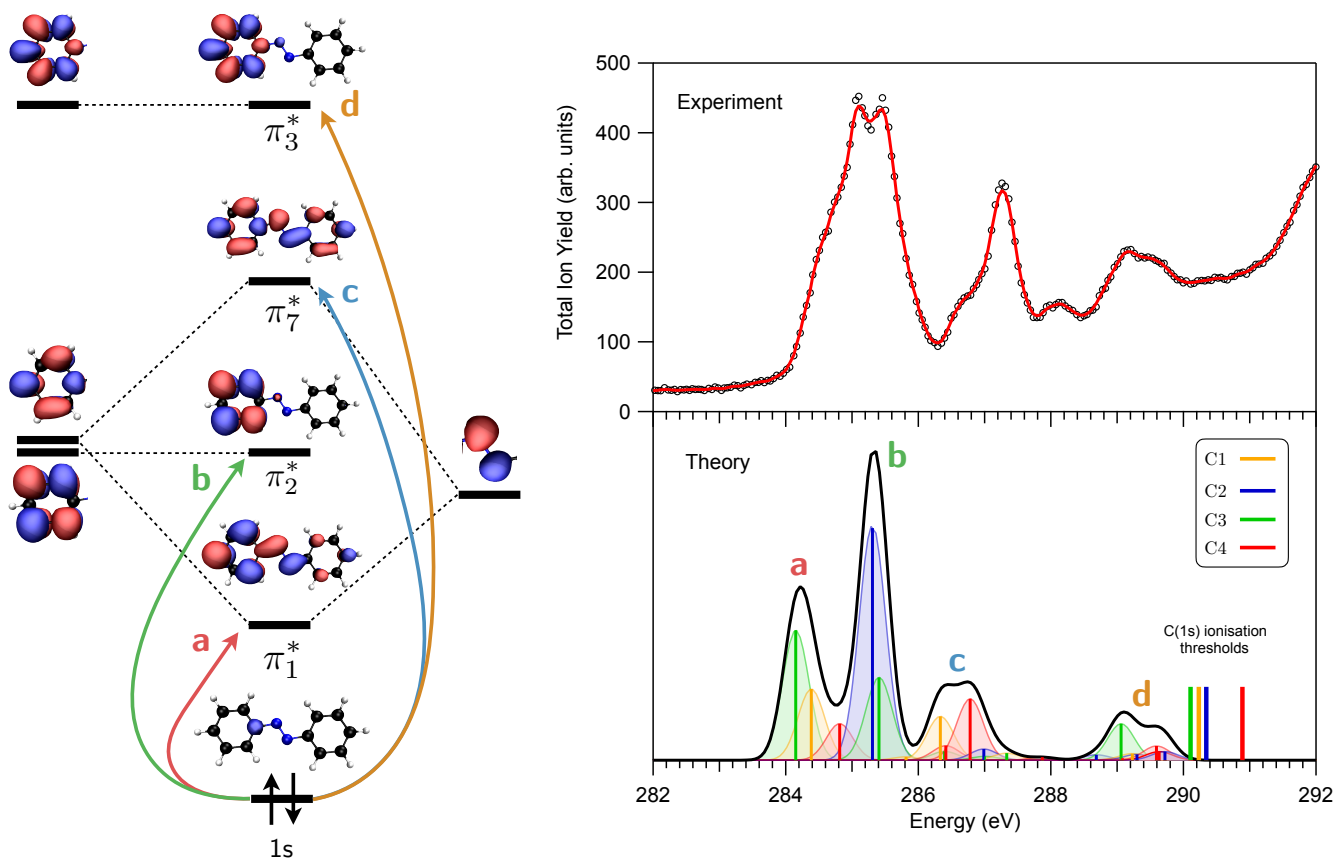 d
π*3
c
π*7
b
π*2
a
π*1
1s
500
400
300
200
100
0
Total Ion Yield (arb. units)
Experiment
Theory
a
b
c
d
C1
C2
C3
C4
C(1s) ionisation
thresholds
282
284
286
288
290
292
Energy (eV)